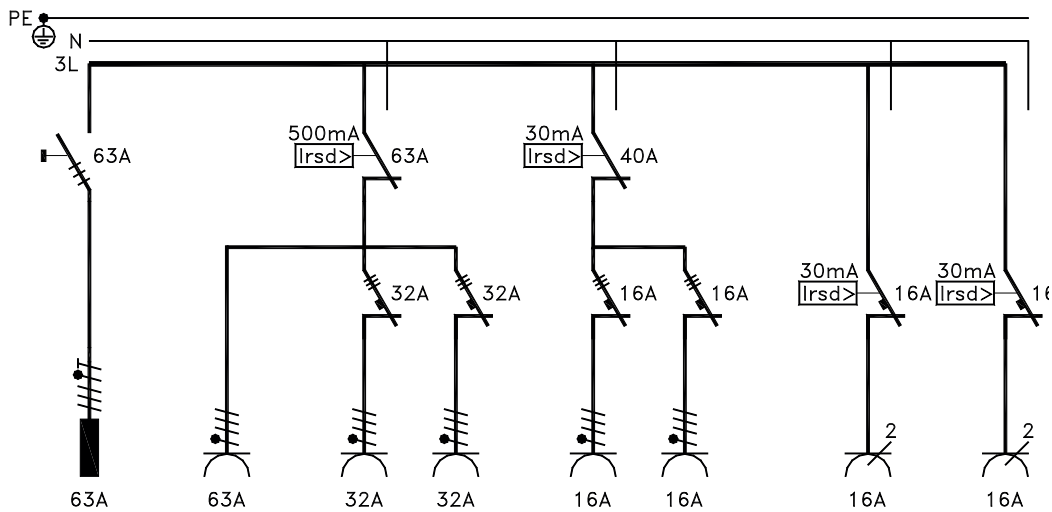 PE
N
3L
500mA 30mA
63A Irsd> 63A Irsd> 40A
30mA 30mA
32A 32A 16A 16A Irsd> 16A Irsd> 16
2 2
63A 63A 32A 32A 16A 16A 16A 16A